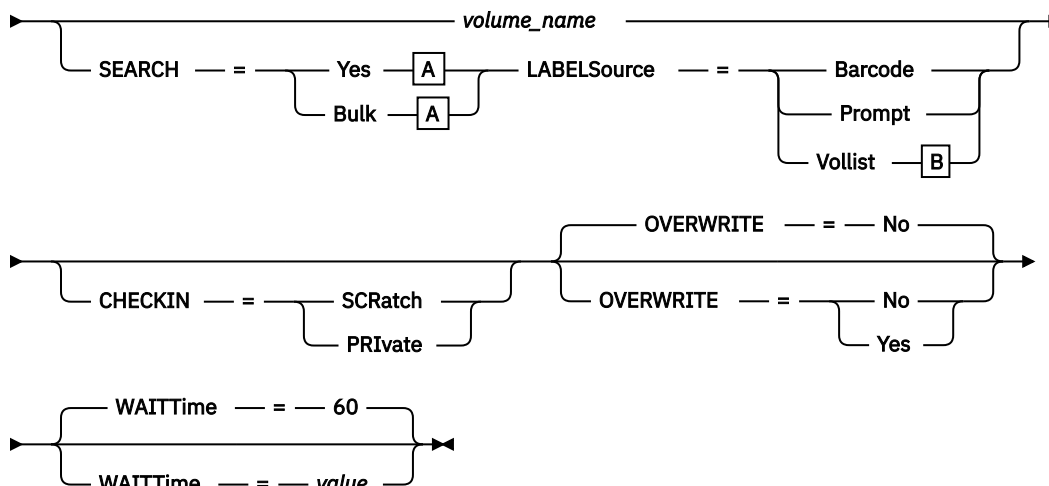 volume_name
SEARCH = Yes A LABELSource = Barcode
Bulk A Prompt
Vollist B
OVERWRITE = No
CHECKIN = SCRatch OVERWRITE = No
PRIvate Yes
WAITTime = 60
WAITTime = value